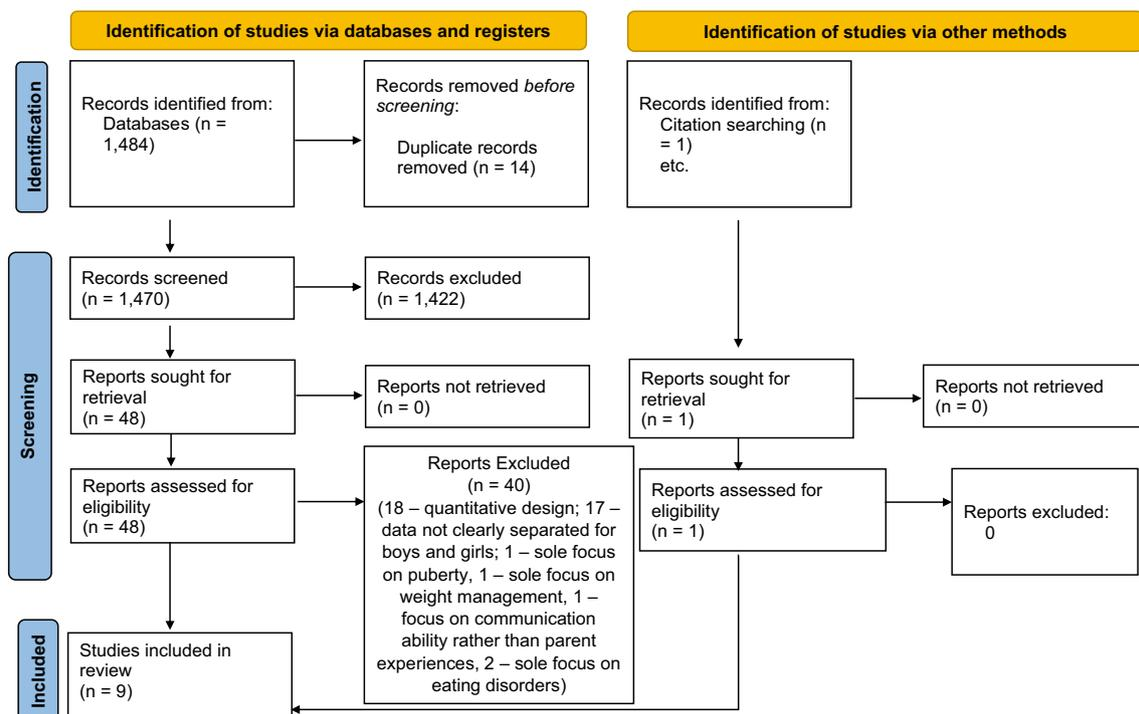 Identification of studies via databases and registers
Identification of studies via other methods
Identification
Records identified from:
Databases (n =
1,484)
Records removed before
screening:
Duplicate records
removed (n = 14)
Records identified from:
Citation searching (n
= 1)
etc.
Screening
Records screened
(n = 1,470)
Records excluded
(n = 1,422)
Reports sought for
retrieval
(n = 48)
Reports not retrieved
(n = 0)
Reports sought for
retrieval
(n = 1)
Reports not retrieved
(n = 0)
Reports assessed for
eligibility
(n = 48)
Reports Excluded
(n = 40)
(18 – quantitative design; 17 –
data not clearly separated for
boys and girls; 1 – sole focus
on puberty, 1 – sole focus on
weight management, 1 –
focus on communication
ability rather than parent
experiences, 2 – sole focus on
eating disorders)
Reports assessed for
eligibility
(n = 1)
Reports excluded:
0
Included
Studies included in
review
(n = 9)